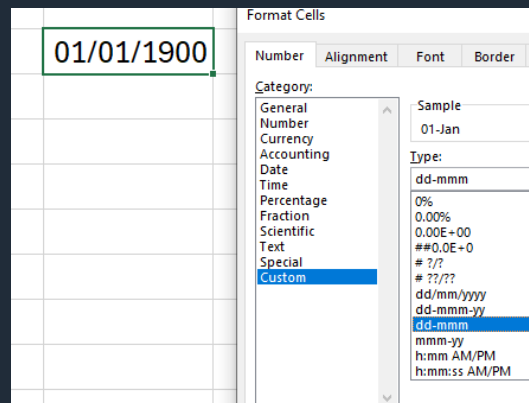 01/01/1900
Format Cells
Number Alignment Font Border
Category:
General
Number
Currency
Accounting
Date
Time
Percentage
Fraction
Scientific
Text
Special
Custom
Sample
01-Jan
Type:
dd-mmm
0%
0.00%
0.00E+00
##0.0E+0
# ?/?
# ??/??
dd/mm/yyyy
dd-mmm-yy
dd-mmm
mmm-yy
h:mm AM/PM
h:mm:ss AM/PM